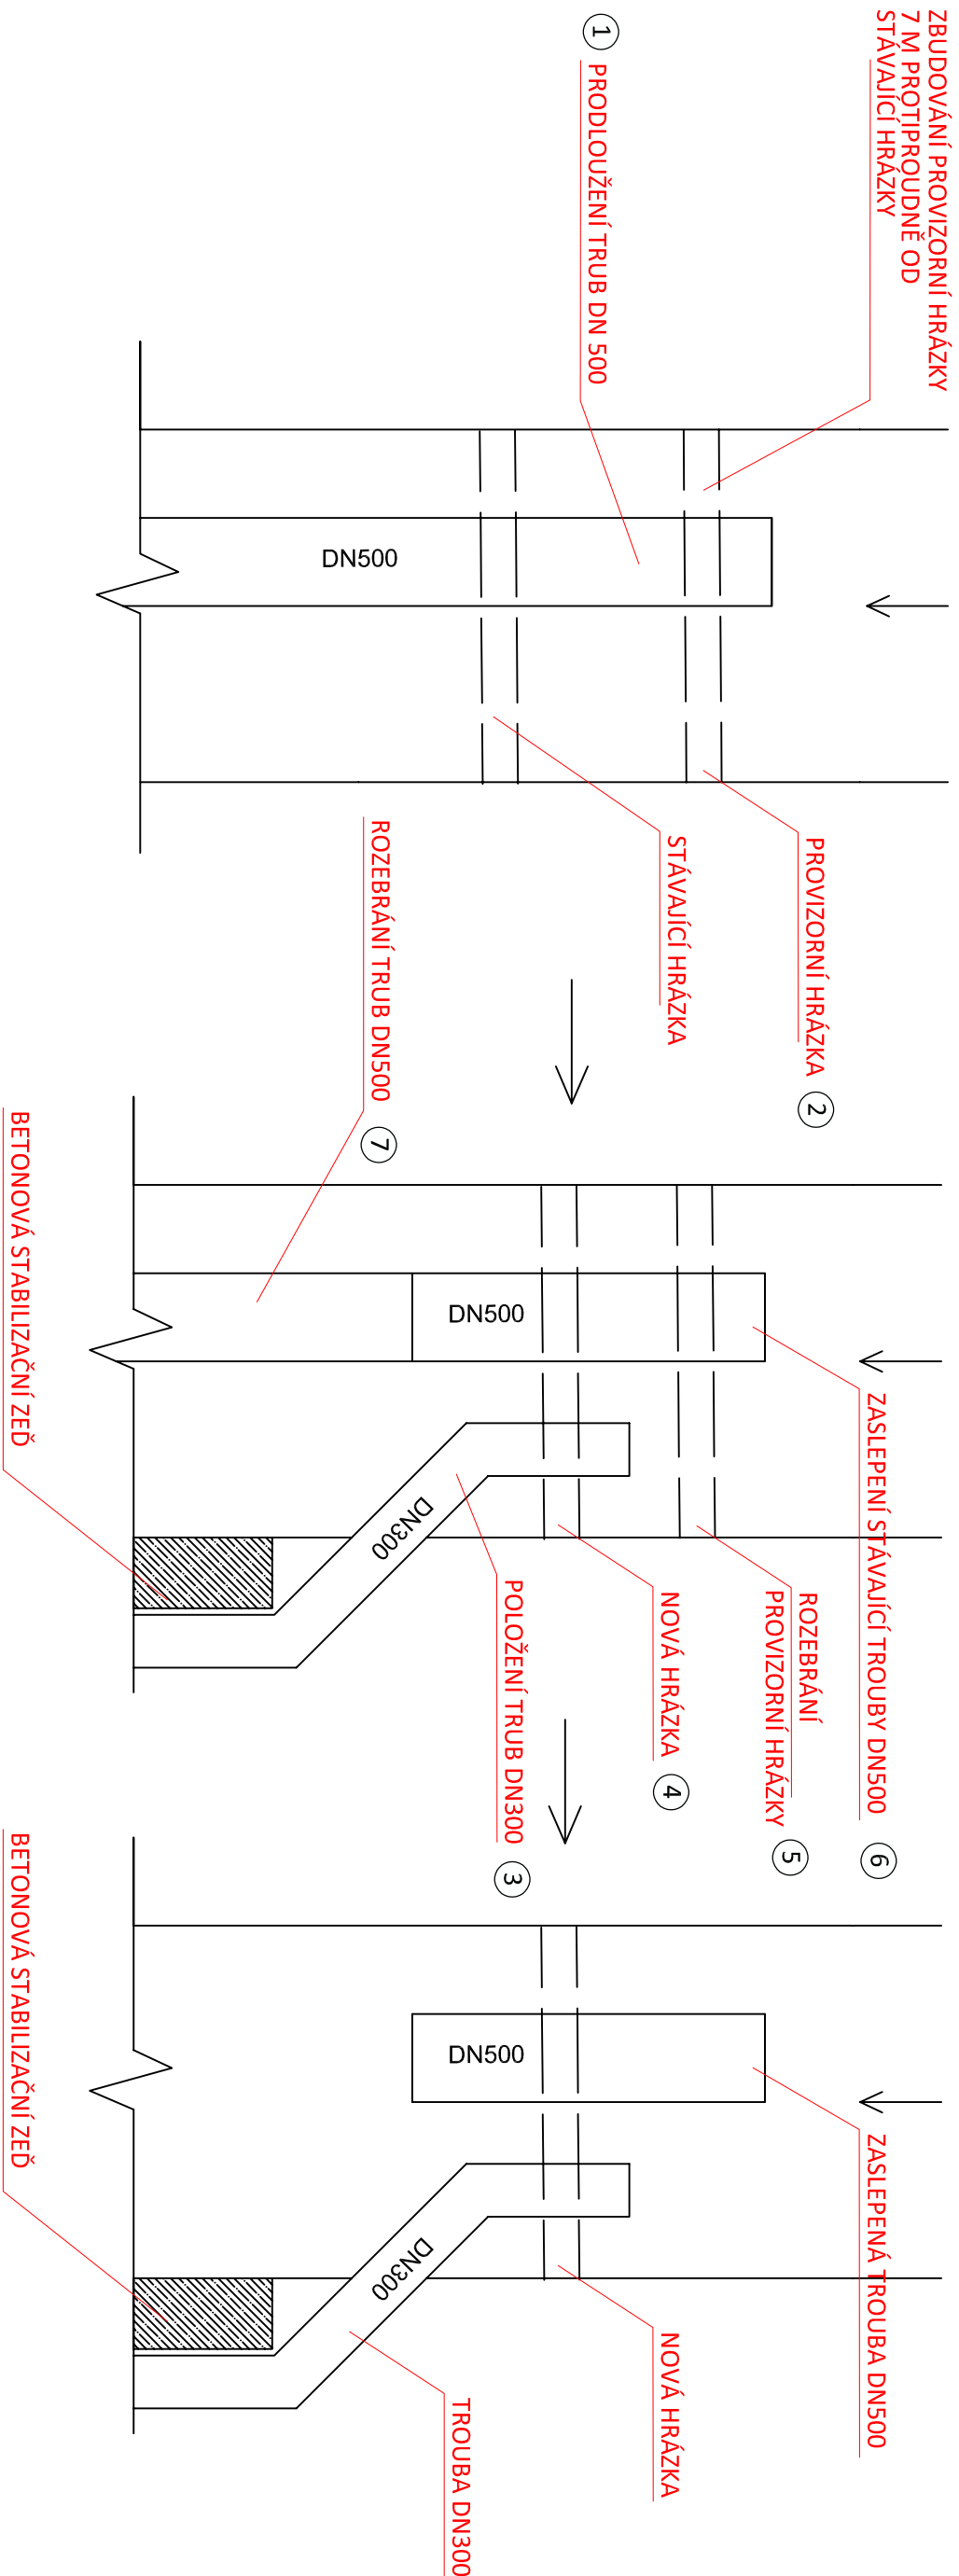 ZBUDOVÁNÍ PROVIZORNÍ HRÁZKY
7 M PROTIPROUDNĚ OD
STÁVAJÍCÍ HRÁZKY
1 PRODLOUŽENÍ TRUB DN 500
DN500
PROVIZORNÍ HRÁZKA 2
STÁVAJÍCÍ HRÁZKA
ROZEBRÁNÍ TRUB DN500 7
ZASLEPENÍ STÁVAJÍCÍ TROUBY DN500 6
ROZEBRÁNÍ
PROVIZORNÍ HRÁZKY 5
NOVÁ HRÁZKA 4
POLOŽENÍ TRUB DN300 3
DN500
DN300
BETONOVÁ STABILIZAČNÍ ZEĎ
ZASLEPENÁ TROUBA DN500
NOVÁ HRÁZKA
TROUBA DN300
DN500
DN300
BETONOVÁ STABILIZAČNÍ ZEĎ